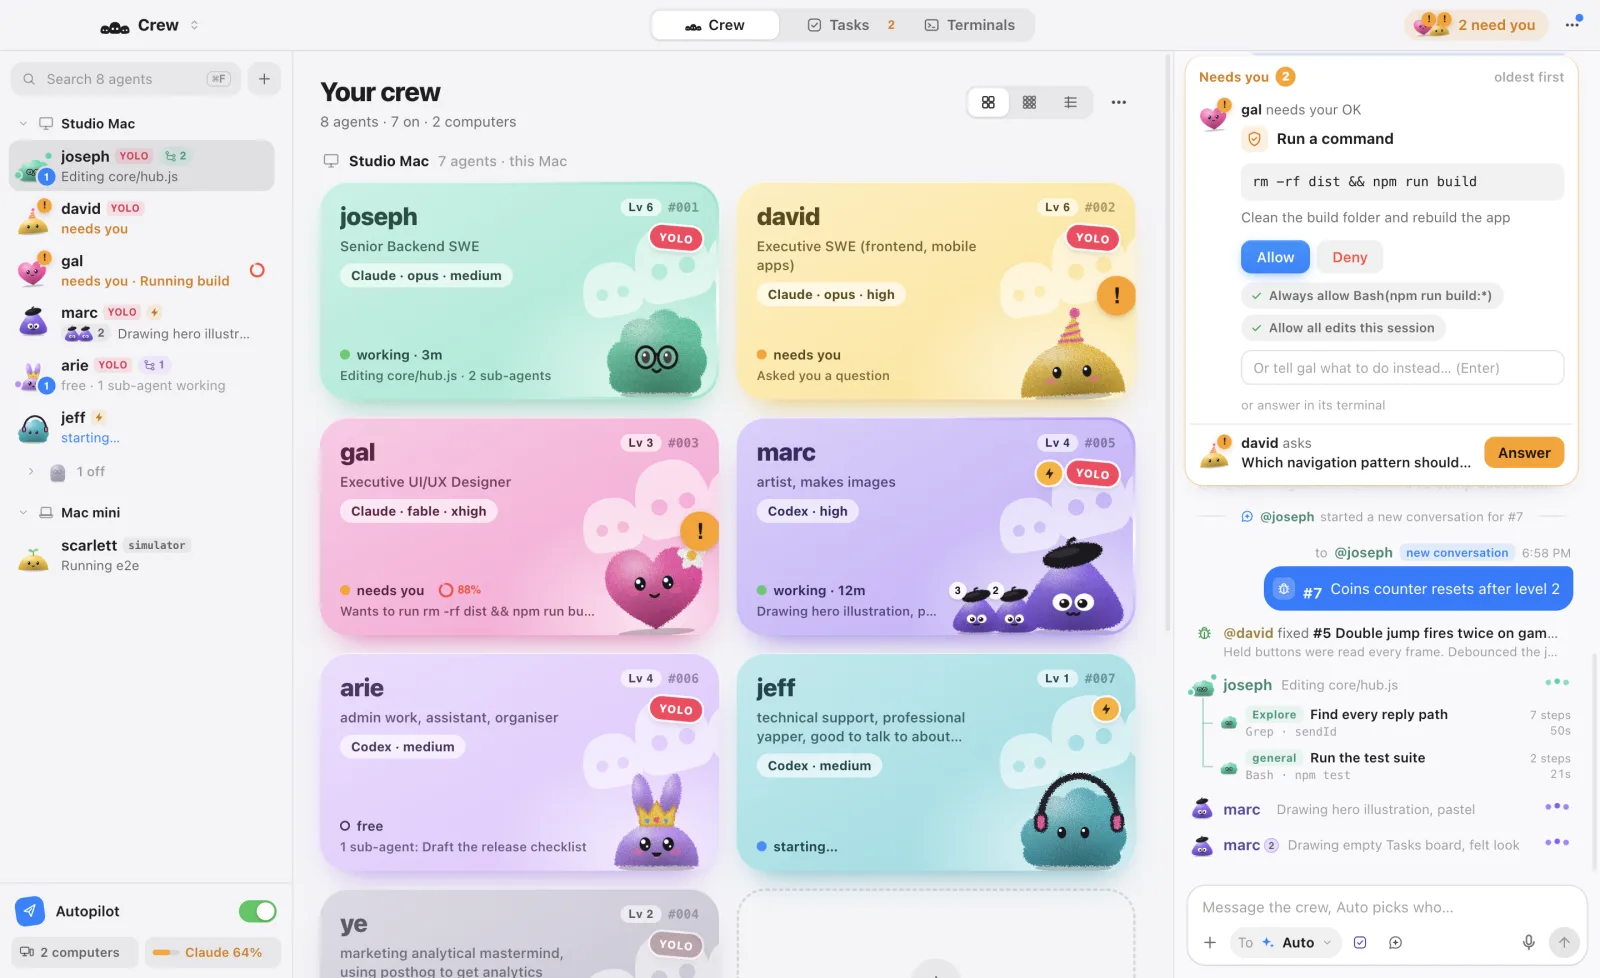 Crew
Crew
Tasks 2
Terminals
2 need you
Search 8 agents ⌘F
Studio Mac
joseph YOLO 2
1 Editing core/hub.js
david YOLO
needs you
gal
needs you · Running build
marc YOLO
2 Drawing hero illustr...
arie YOLO 1
1 free · 1 sub-agent working
jeff
starting...
1 off
Mac mini
scarlett simulator
Running e2e
Autopilot
2 computers
Claude 64%
Your crew
8 agents · 7 on · 2 computers
Studio Mac 7 agents · this Mac
joseph
Lv 6 #001
YOLO
Senior Backend SWE
Claude · opus · medium
working · 3m
Editing core/hub.js · 2 sub-agents
david
Lv 6 #002
YOLO
Executive SWE (frontend, mobile
apps)
Claude · opus · high
!
needs you
Asked you a question
gal
Lv 3 #003
Executive UI/UX Designer
Claude · fable · xhigh
!
needs you 88%
Wants to run rm -rf dist && npm run bu...
marc
Lv 4 #005
YOLO
artist, makes images
Codex · high
working · 12m
3 2
Drawing hero illustration, p...
arie
Lv 4 #006
YOLO
admin work, assistant, organiser
Codex · medium
free
1 sub-agent: Draft the release checklist
jeff
Lv 1 #007
technical support, professional
yapper, good to talk to about...
Codex · medium
starting...
ye
Lv 2 #004
YOLO
marketing analytical mastermind,
using posthog to get analytics
Needs you 2
oldest first
gal needs your OK
Run a command
rm -rf dist && npm run build
Clean the build folder and rebuild the app
Allow
Deny
Always allow Bash(npm run build:*)
Allow all edits this session
Or tell gal what to do instead... (Enter)
or answer in its terminal
david asks
Which navigation pattern should...
Answer
@joseph started a new conversation for #7
to @joseph new conversation 6:58 PM
#7 Coins counter resets after level 2
@david fixed #5 Double jump fires twice on gam...
Held buttons were read every frame. Debounced the j...
joseph Editing core/hub.js
Explore Find every reply path 7 steps
Grep · sendId 50s
general Run the test suite 2 steps
Bash · npm test 21s
marc Drawing hero illustration, pastel
marc 2 Drawing empty Tasks board, felt look
Message the crew, Auto picks who...
To Auto